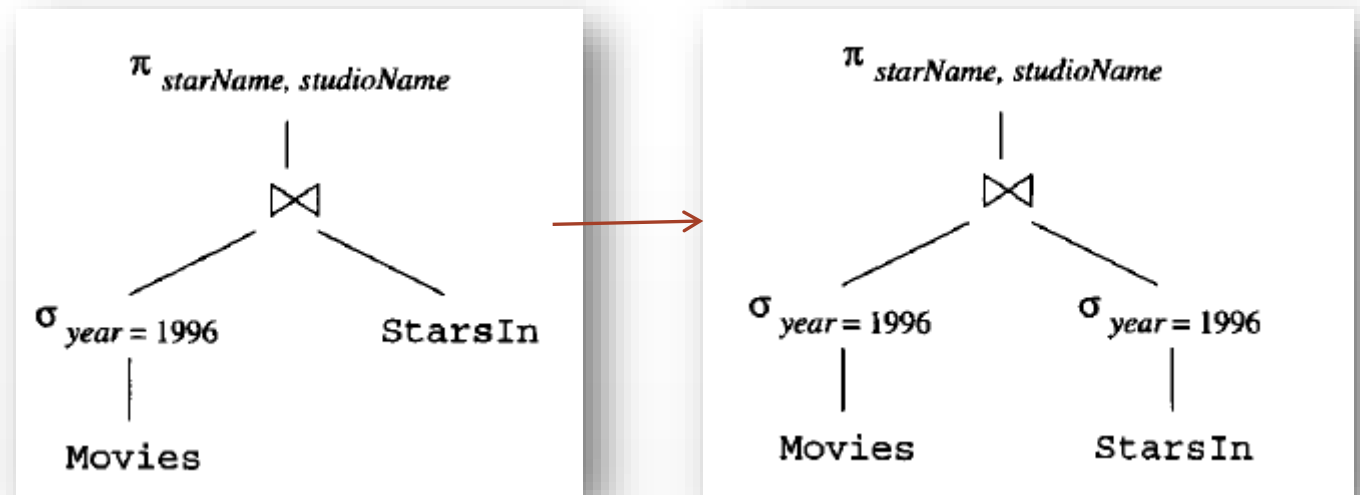 π starName, studioName
⋈
σ year = 1996
StarsIn
Movies
π starName, studioName
⋈
σ year = 1996
σ year = 1996
Movies
StarsIn